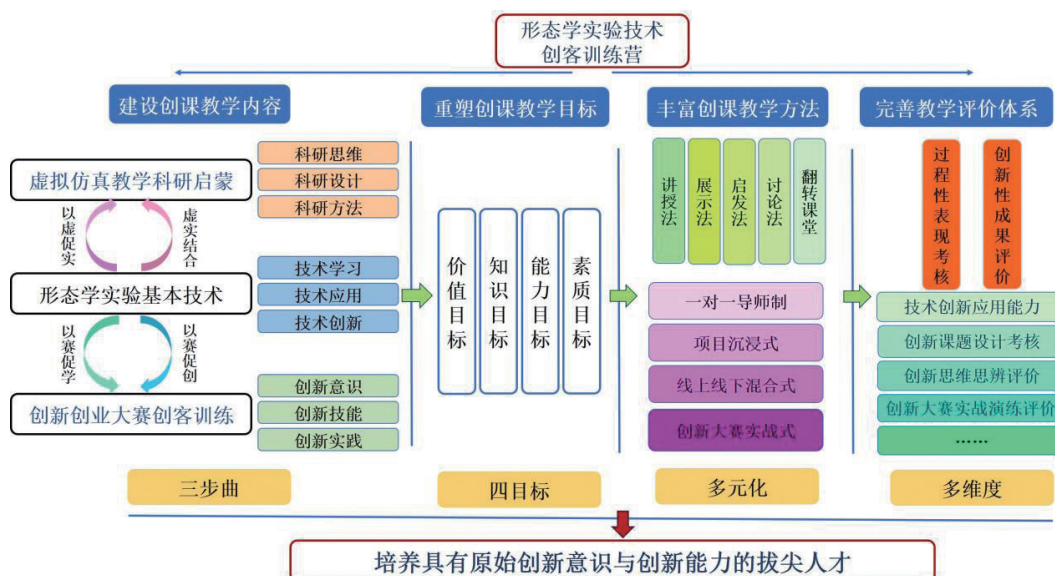 形态学实验技术
创客训练营
建设创课教学内容
重塑创课教学目标
丰富创课教学方法
完善教学评价体系
虚拟仿真教学科研启蒙
以虚促实
虚实结合
形态学实验基本技术
以赛促学
以赛促创
创新创业大赛创客训练
科研思维
科研设计
科研方法
技术学习
技术应用
技术创新
创新意识
创新技能
创新实践
价值目标
知识目标
能力目标
素质目标
讲授法
展示法
启发法
讨论法
翻转课堂
一对一导师制
项目沉浸式
线上线下混合式
创新大赛实战式
过程性表现考核
创新性成果评价
技术创新应用能力
创新课题设计考核
创新思维思辨评价
创新大赛实战演练评价
……
三步曲
四目标
多元化
多维度
培养具有原始创新意识与创新能力的拔尖人才